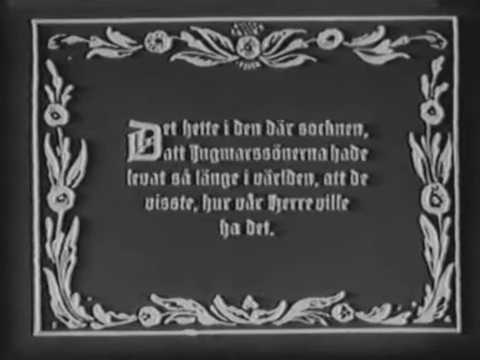 Det hette i den där socknen,
att Ingmarssönerna hade
levat så länge i världen, att de
visste, hur vår Herre ville
ha det.